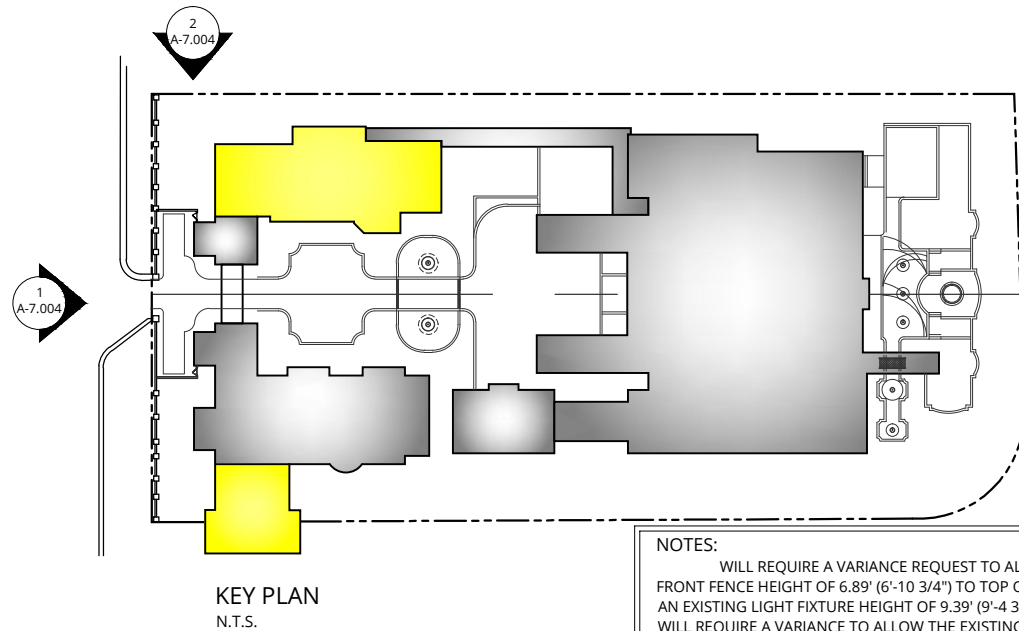 2
A-7.004
1
A-7.004
KEY PLAN
N.T.S.
NOTES:
WILL REQUIRE A VARIANCE REQUEST TO
FRONT FENCE HEIGHT OF 6.89' (6'-10 3/4") TO TOP
AN EXISTING LIGHT FIXTURE HEIGHT OF 9.39' (9'-4
WILL REQUIRE A VARIANCE TO ALLOW THE EXISTING